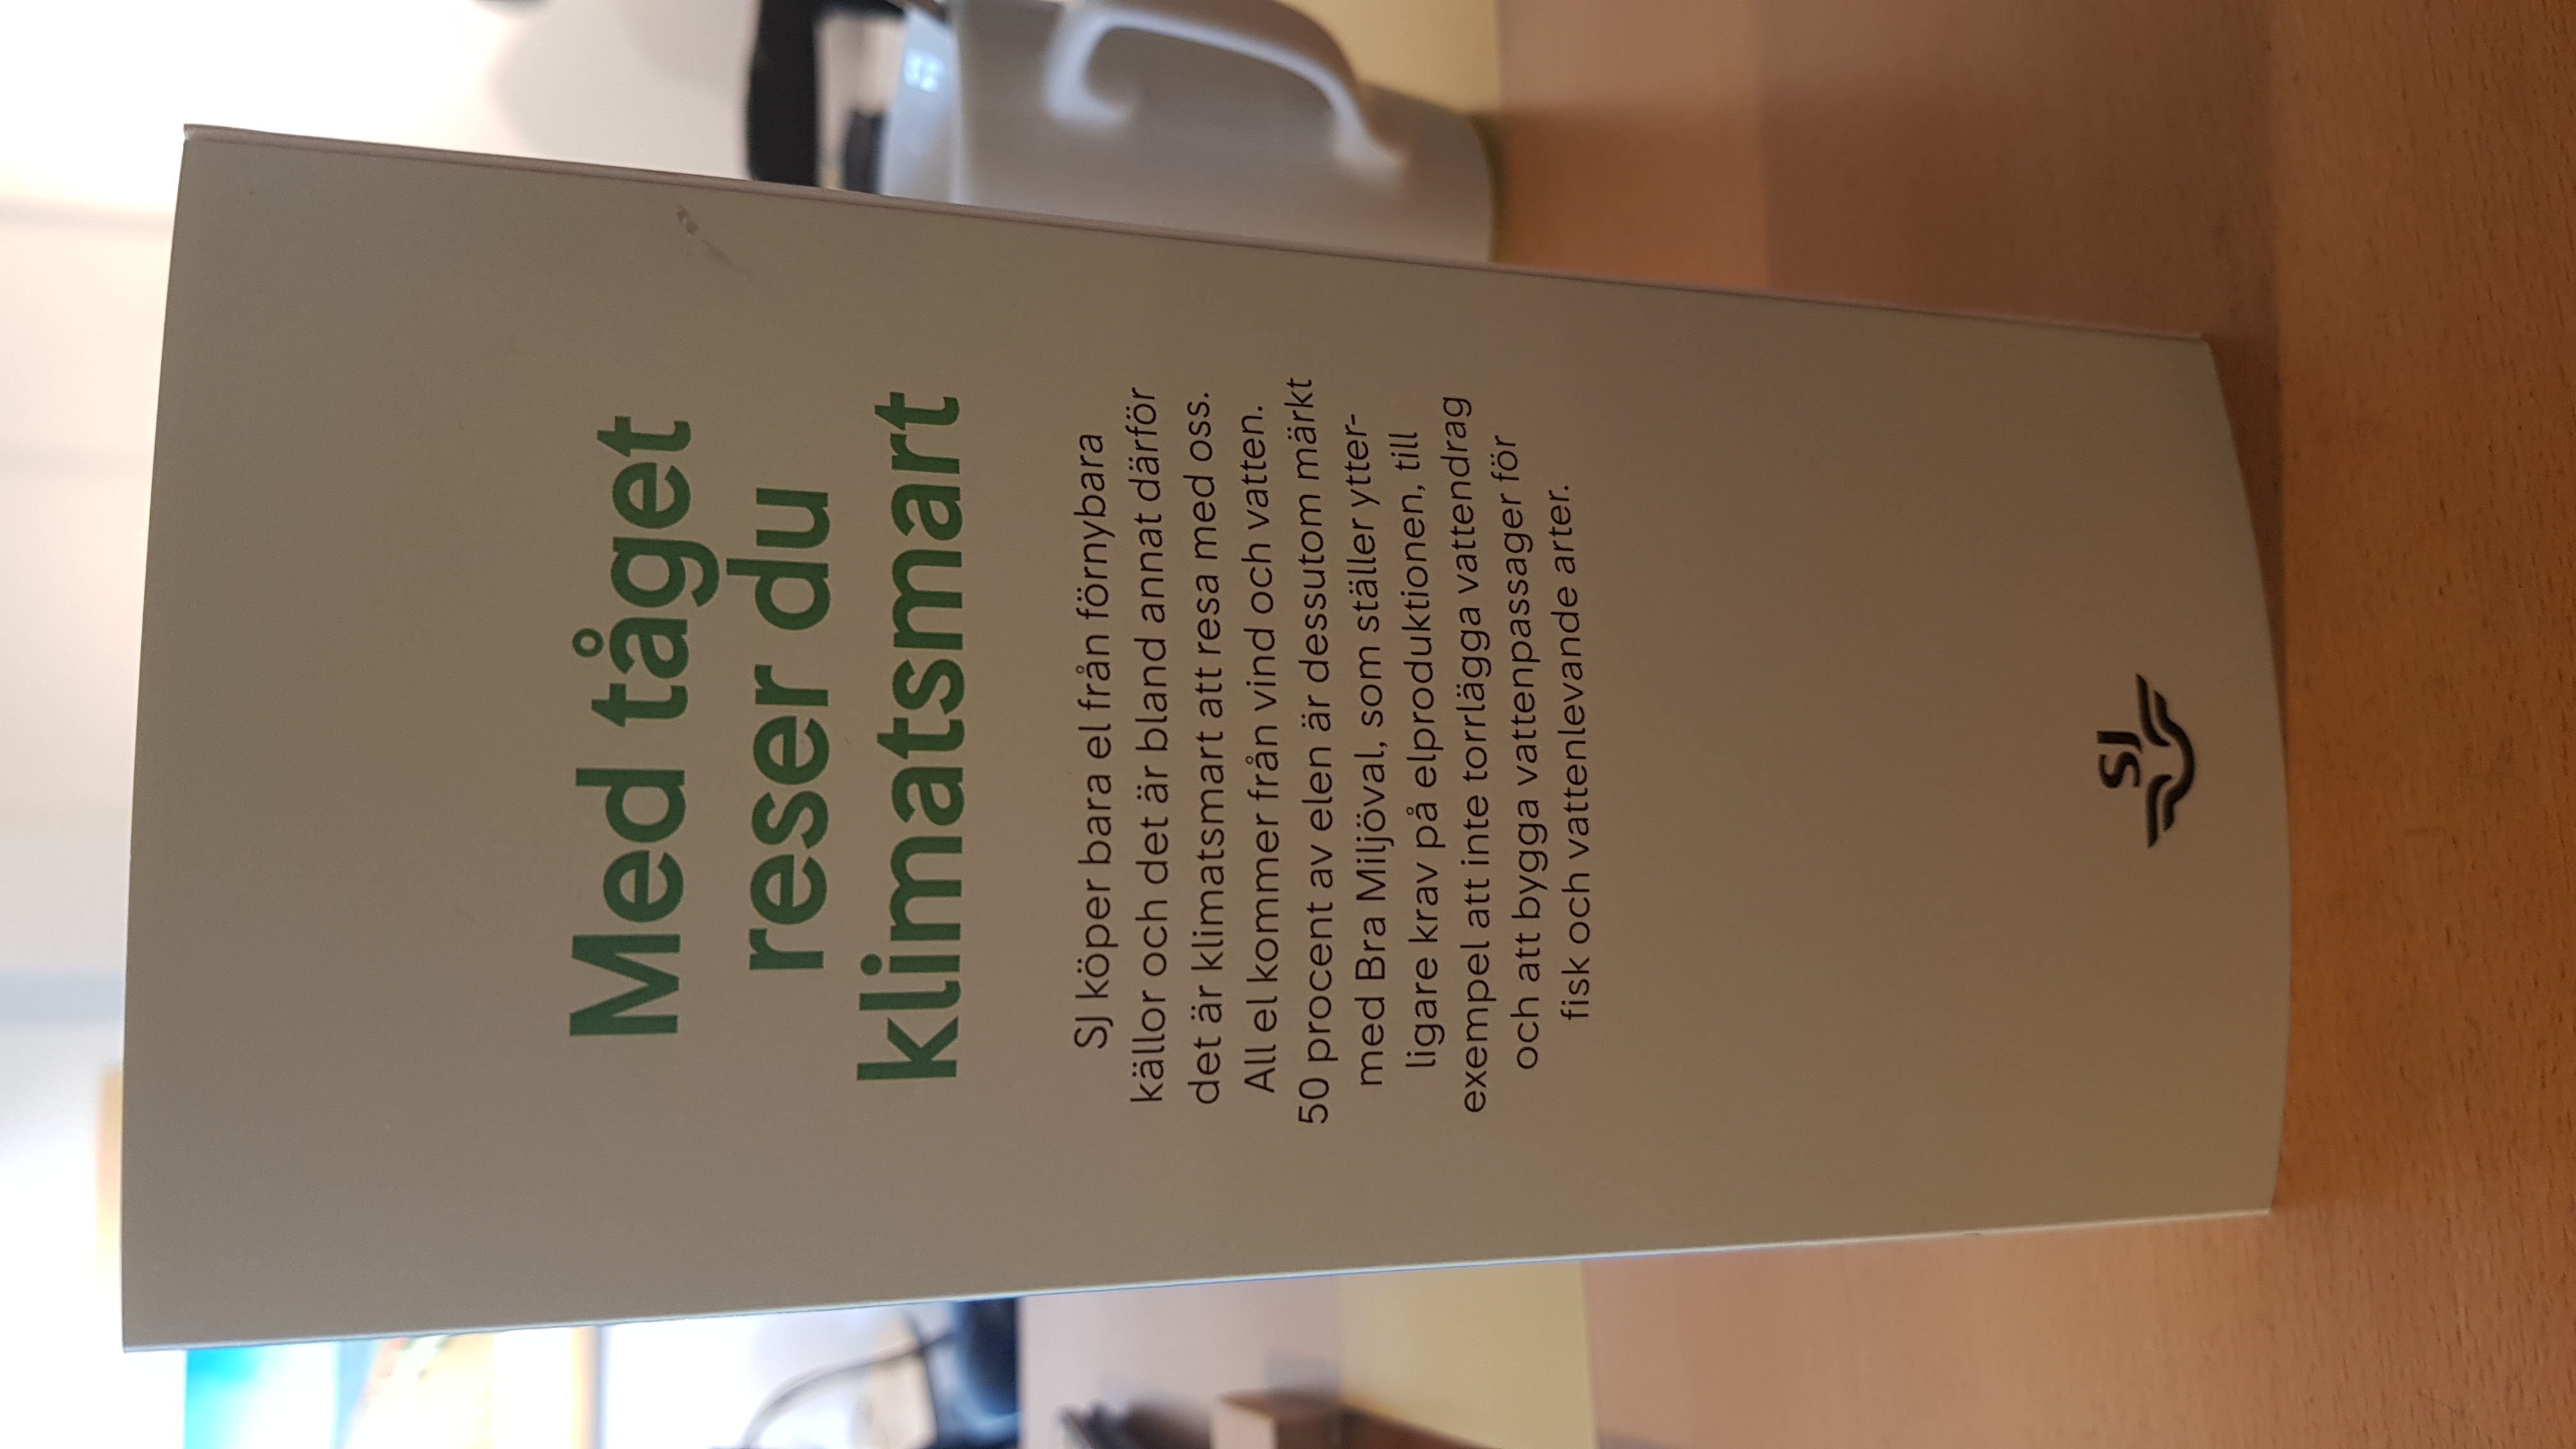 Med tåget
reser du
klimatsmart
SJ köper bara el från förnybara
källor och det är bland annat därför
det är klimatsmart att resa med oss.
All el kommer från vind och vatten.
50 procent av elen är dessutom märkt
med Bra Miljöval, som ställer ytter-
ligare krav på elproduktionen, till
exempel att inte torrlägga vattendrag
och att bygga vattenpassager för
fisk och vattenlevande arter.
SJ